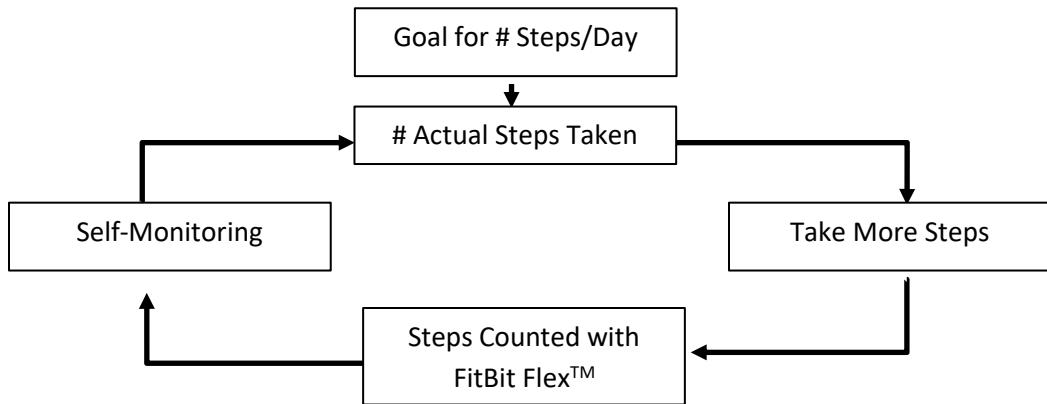 Goal for # Steps/Day
# Actual Steps Taken
Self-Monitoring
Take More Steps
Steps Counted with
FitBit Flex™